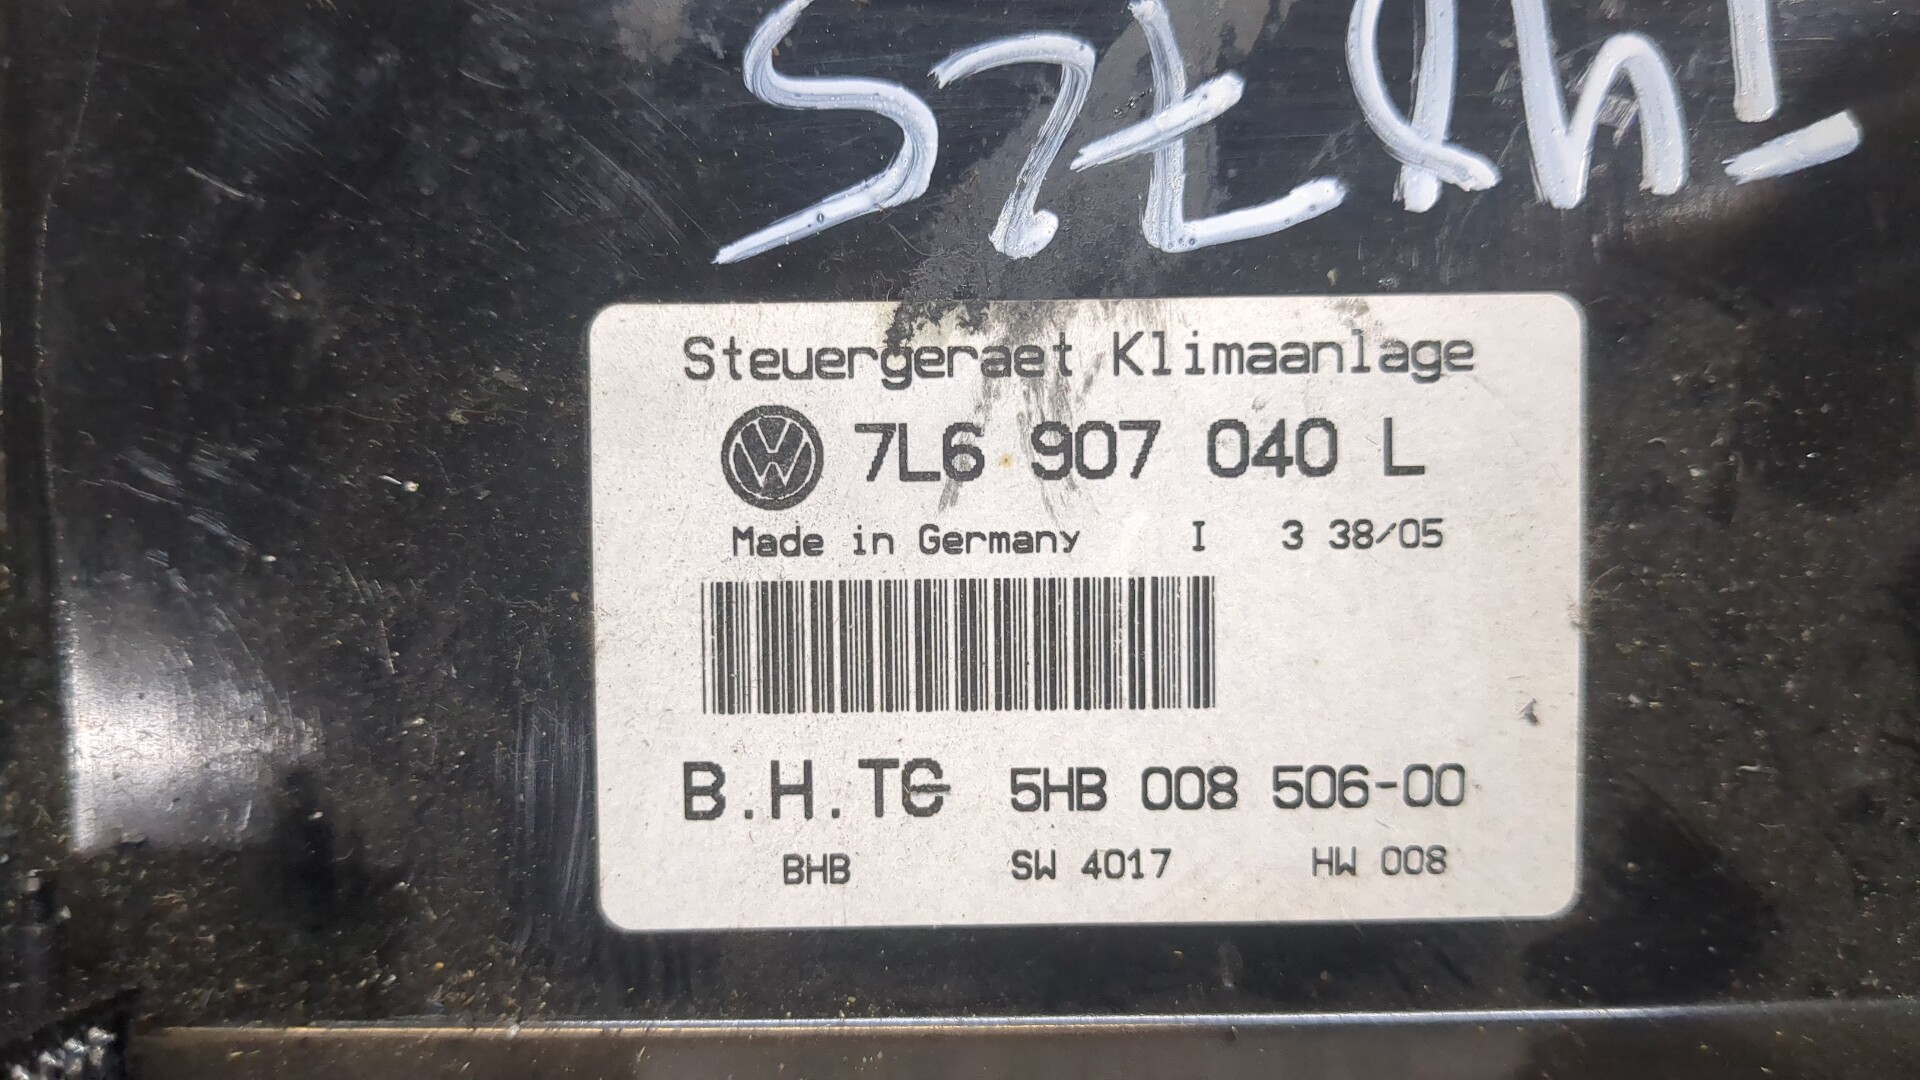 Steuergeraet Klimaanlage
7L6 907 040 L
Made in Germany I 3 38/05
B.H.TC 5HB 008 506-00
BHB SW 4017 HW 008